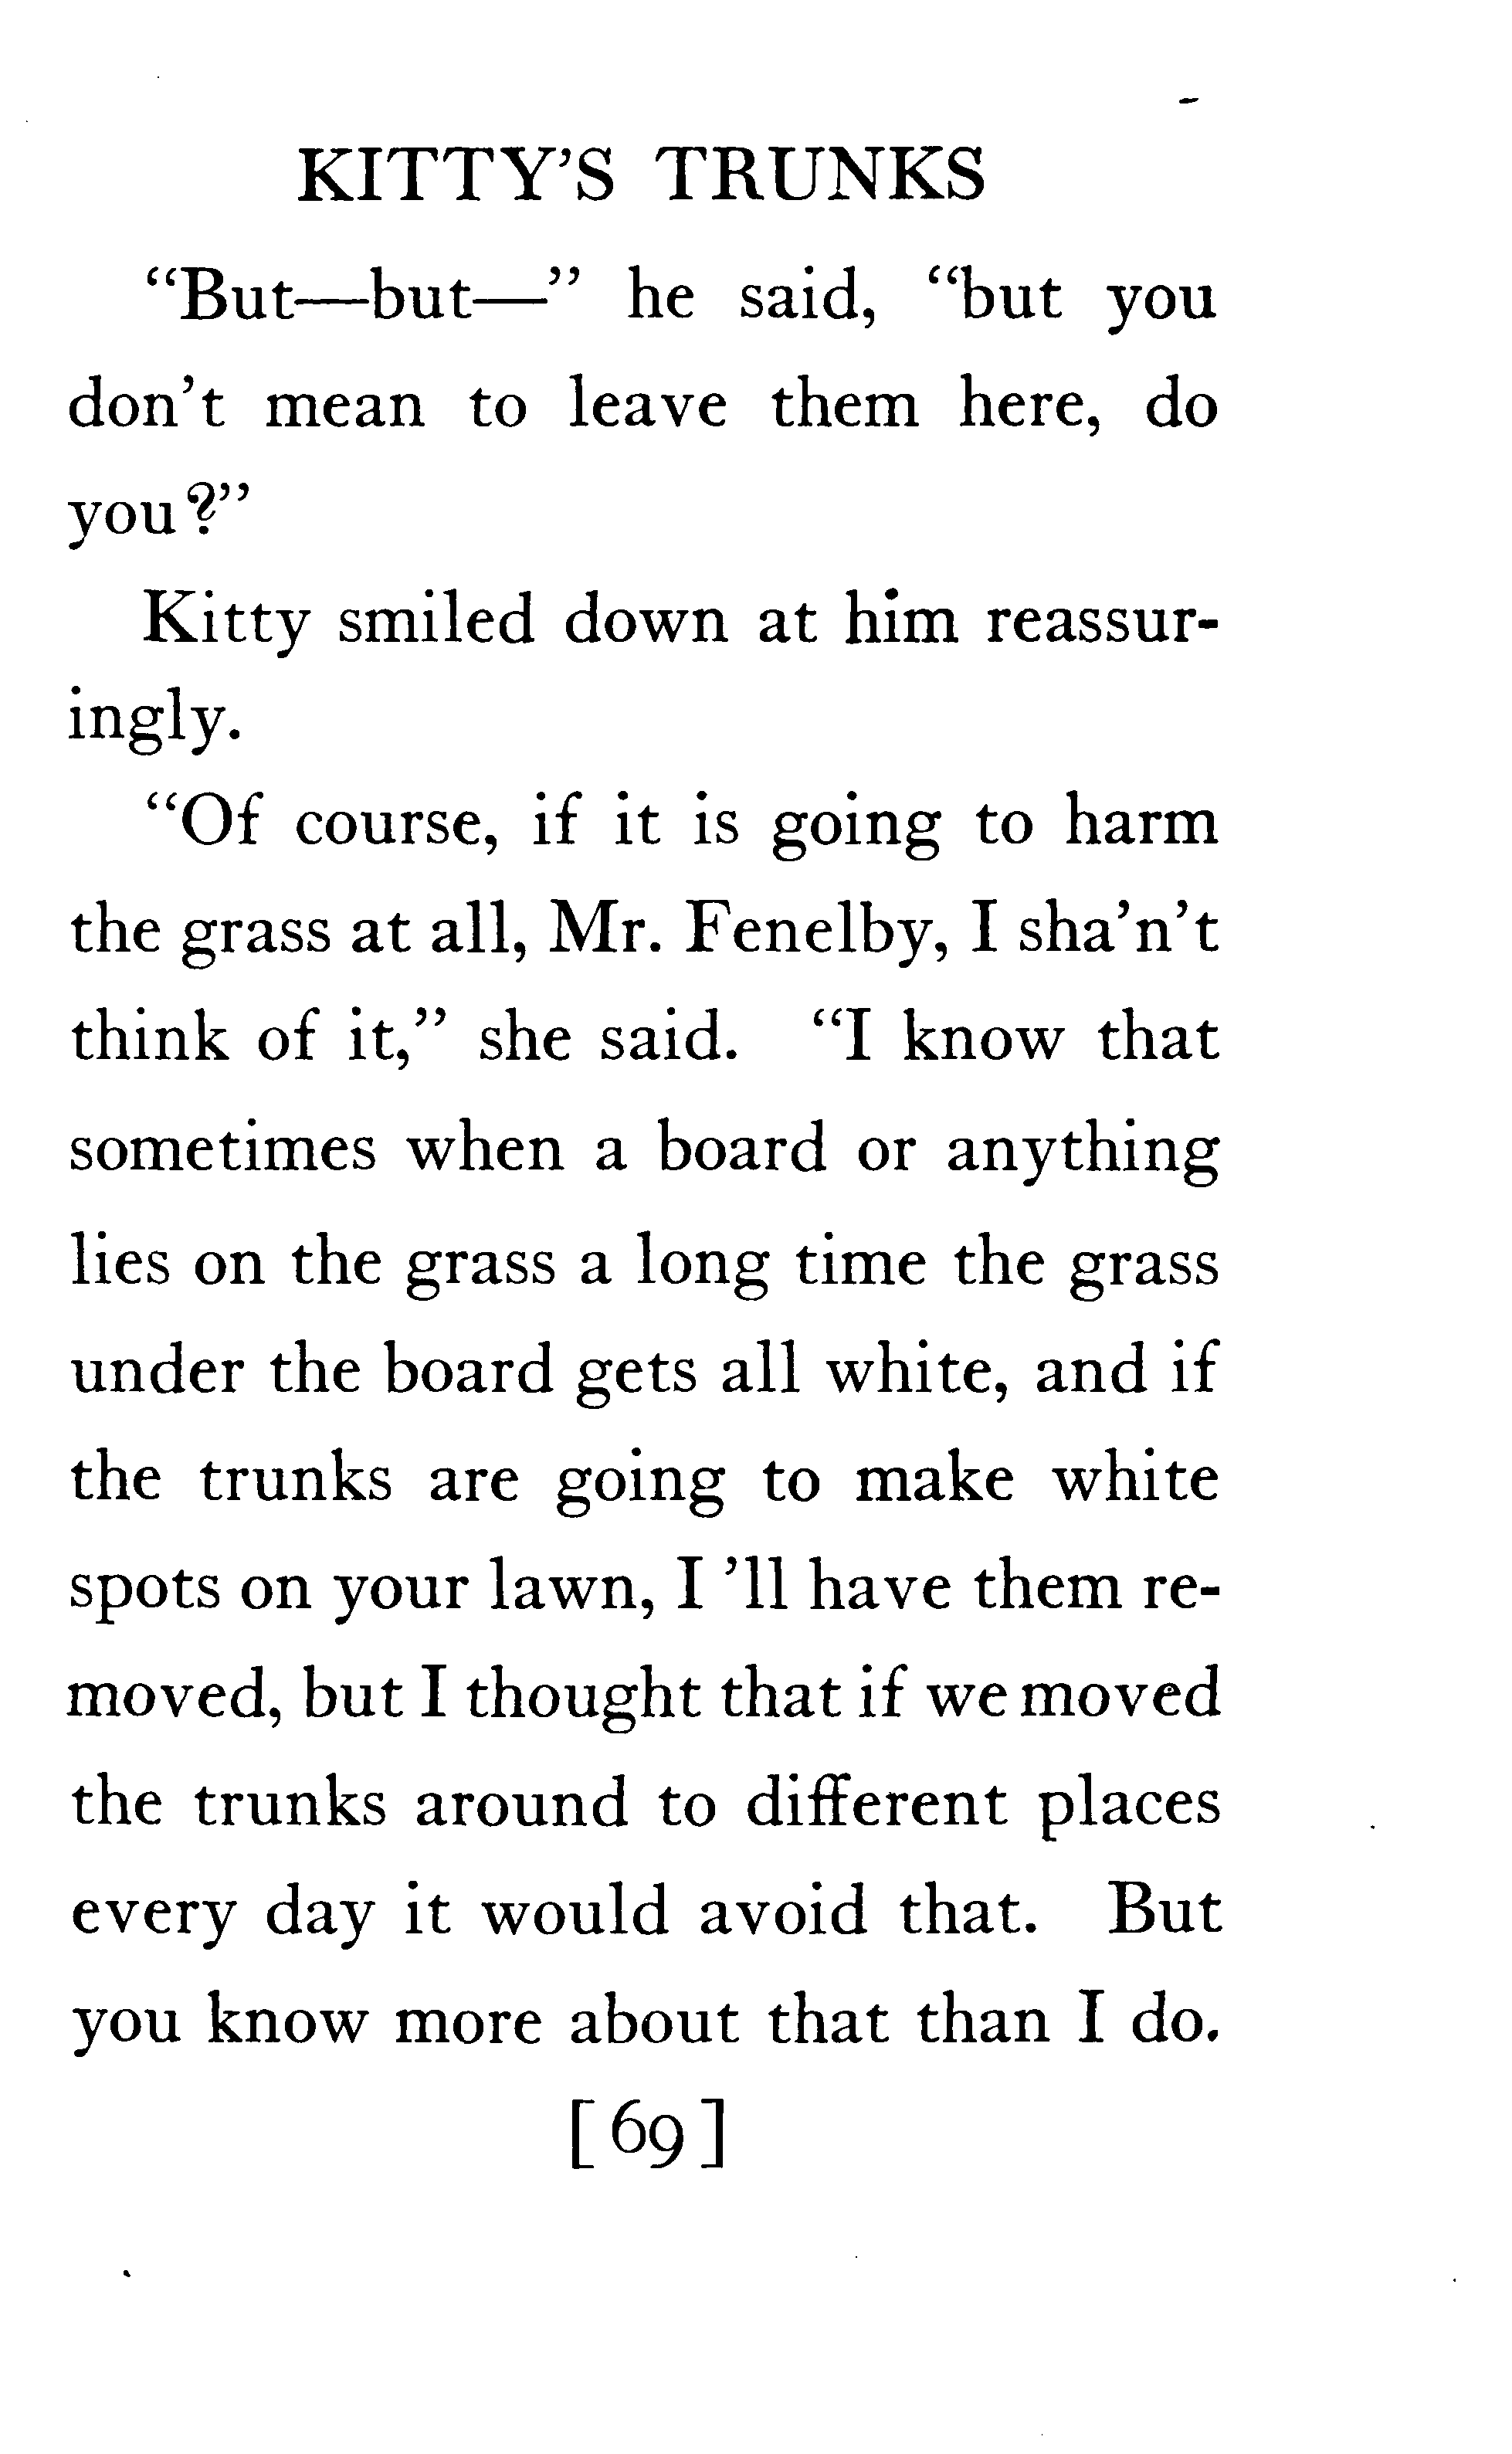 KITTY'S TRUNKS
“But—but—” he said, “but you
don't mean to leave them here, do
you?”
Kitty smiled down at him reassur-
ingly.
“Of course, if it is going to harm
the grass at all, Mr. Fenelby, I sha'n't
think of it,” she said. “I know that
sometimes when a board or anything
lies on the grass a long time the grass
under the board gets all white, and if
the trunks are going to make white
spots on your lawn, I 'll have them re-
moved, but I thought that if we moved
the trunks around to different places
every day it would avoid that. But
you know more about that than I do.
[69]